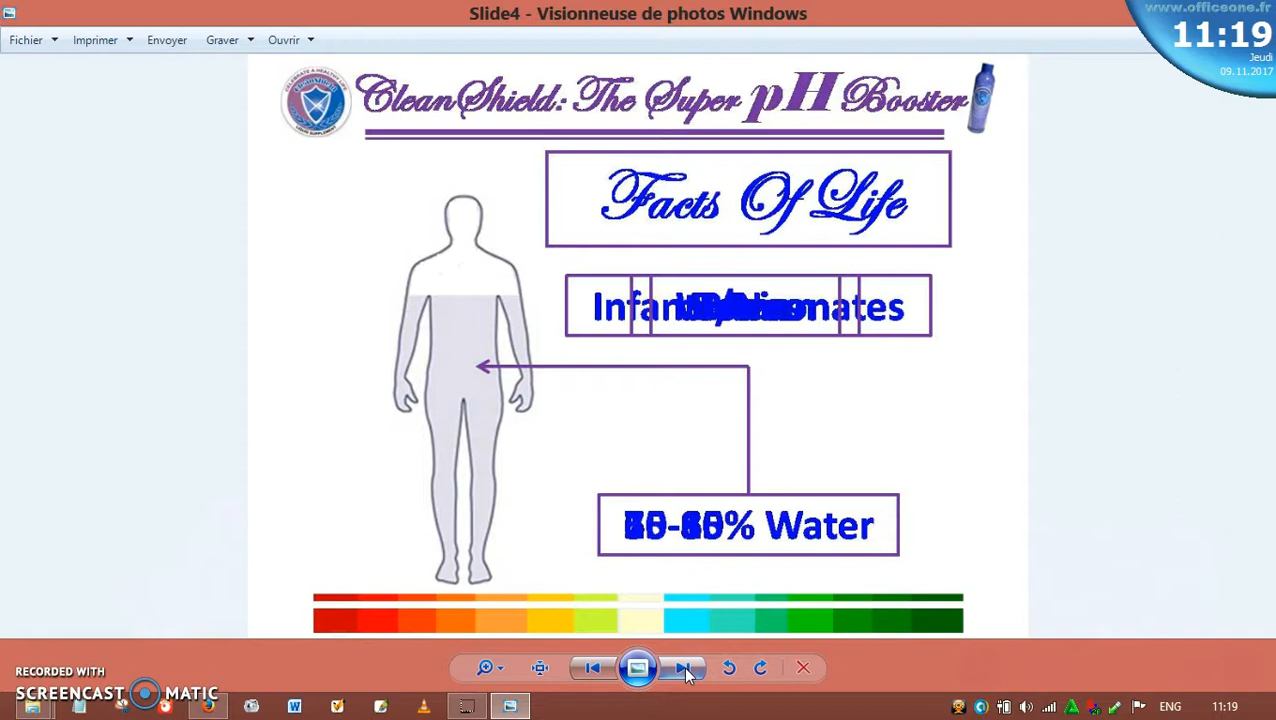 Slide4 - Visionneuse de photos Windows
www.officeone.fr
11:19
Jeudi
09.11.2017
Fichier Imprimer Envoyer Graver Ouvrir
CleanShield: The Super pH Booster
Facts Of Life
% Water
RECORDED WITH
SCREENCAST MATIC
ENG 11:19